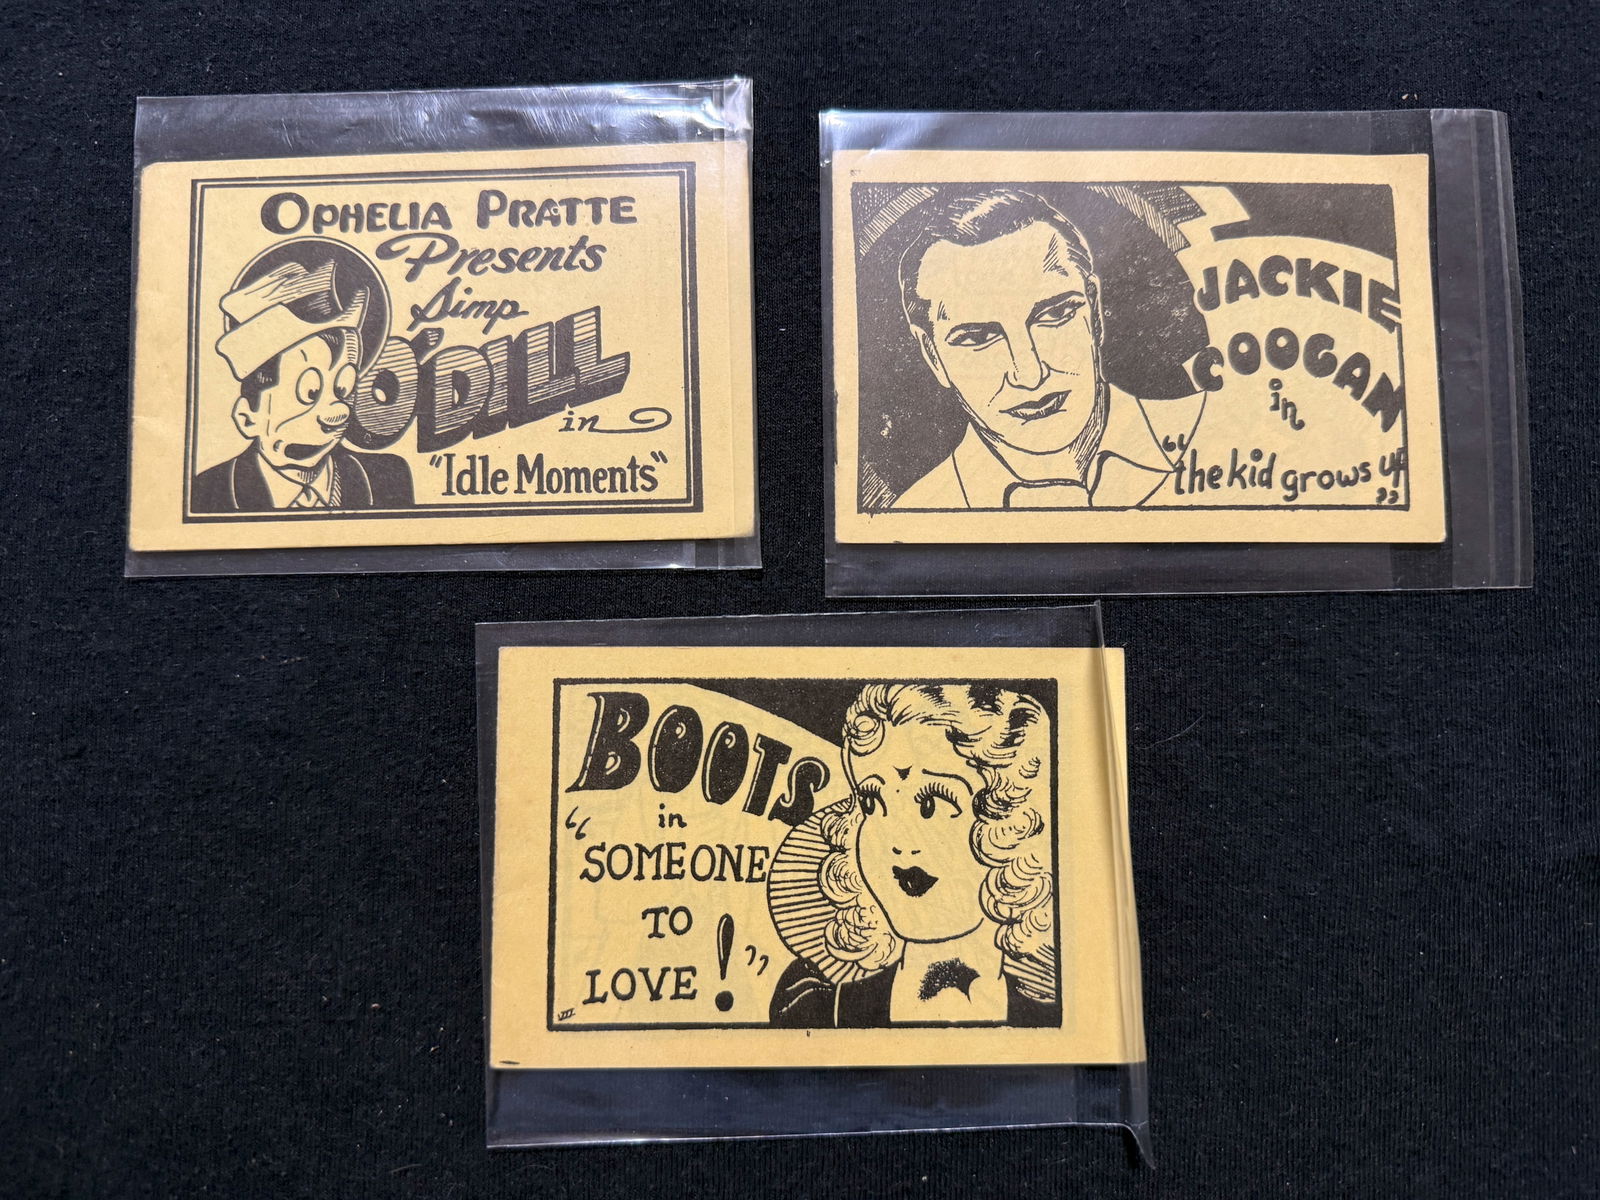 OPHELIA PRATTE
Presents
Simp
O'DILL
in
"Idle Moments"
JACKIE
COOGAN
in
"the kid grows up"
BOOTS
in
"SOMEONE
TO
LOVE!"
VII